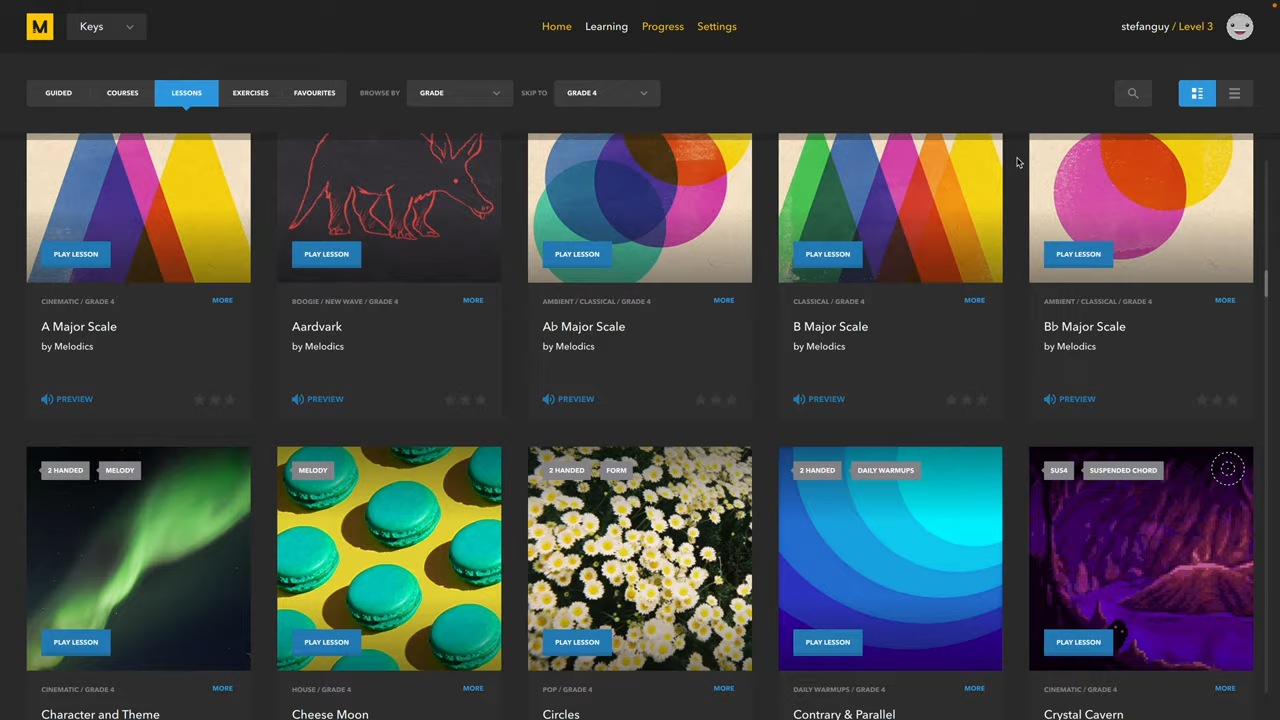 M
Keys
Home
Learning
Progress
Settings
stefanguy / Level 3
GUIDED
COURSES
LESSONS
EXERCISES
FAVOURITES
BROWSE BY
GRADE
SKIP TO
GRADE 4
PLAY LESSON
PLAY LESSON
PLAY LESSON
PLAY LESSON
PLAY LESSON
CINEMATIC / GRADE 4
MORE
A Major Scale
by Melodics
PREVIEW
BOOGIE / NEW WAVE / GRADE 4
MORE
Aardvark
by Melodics
PREVIEW
AMBIENT / CLASSICAL / GRADE 4
MORE
A♭ Major Scale
by Melodics
PREVIEW
CLASSICAL / GRADE 4
MORE
B Major Scale
by Melodics
PREVIEW
AMBIENT / CLASSICAL / GRADE 4
MORE
B♭ Major Scale
by Melodics
PREVIEW
2 HANDED
MELODY
PLAY LESSON
CINEMATIC / GRADE 4
MORE
Character and Theme
MELODY
PLAY LESSON
HOUSE / GRADE 4
MORE
Cheese Moon
2 HANDED
FORM
PLAY LESSON
POP / GRADE 4
MORE
Circles
2 HANDED
DAILY WARMUPS
PLAY LESSON
DAILY WARMUPS / GRADE 4
MORE
Contrary & Parallel
SUS4
SUSPENDED CHORD
PLAY LESSON
CINEMATIC / GRADE 4
MORE
Crystal Cavern